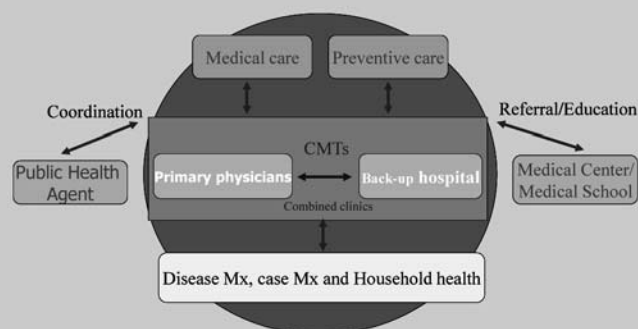 Medical care
Preventive care
Coordination
Referral/Education
CMTs
Public Health
Agent
Primary physicians
Back-up hospital
Medical Center/
Medical School
Combined clinics
Disease Mx, case Mx and Household health